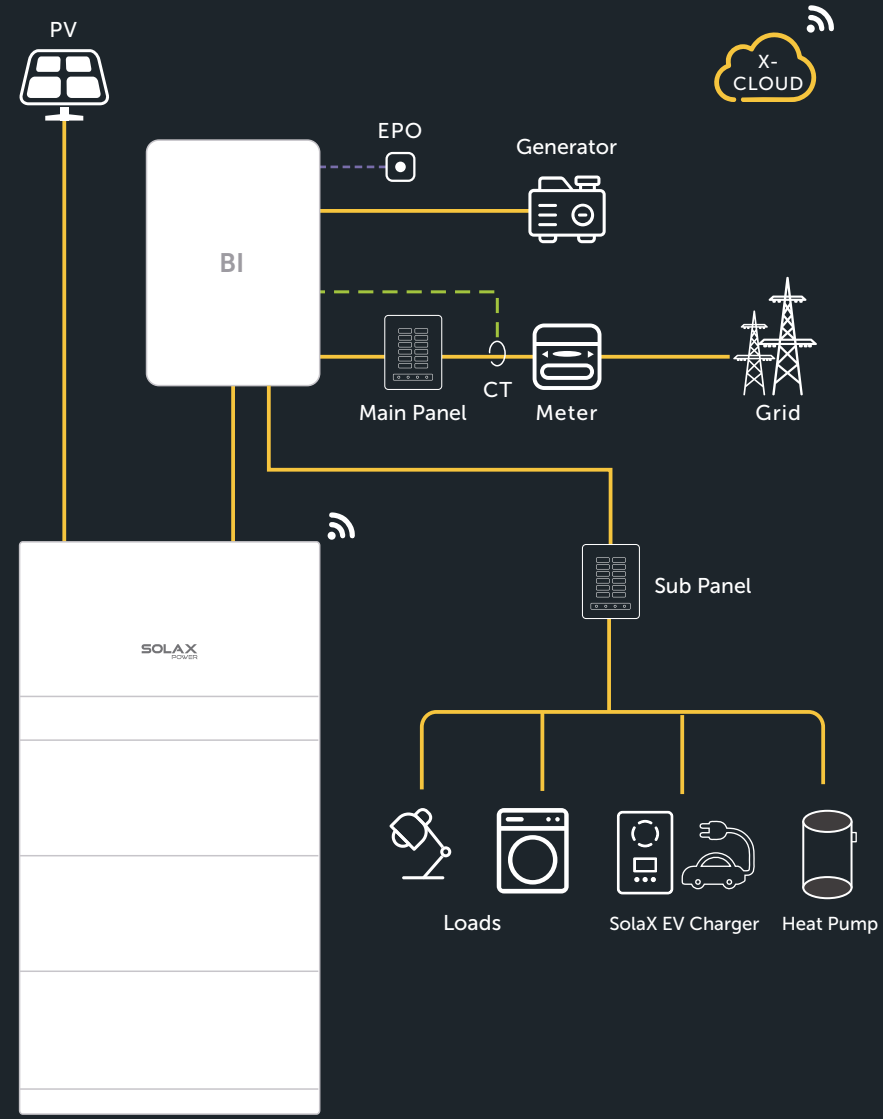 PV
X-
CLOUD
EPO
Generator
BI
CT
Main Panel
Meter
Grid
Sub Panel
SOLAX
POWER
Loads
SolaX EV Charger
Heat Pump